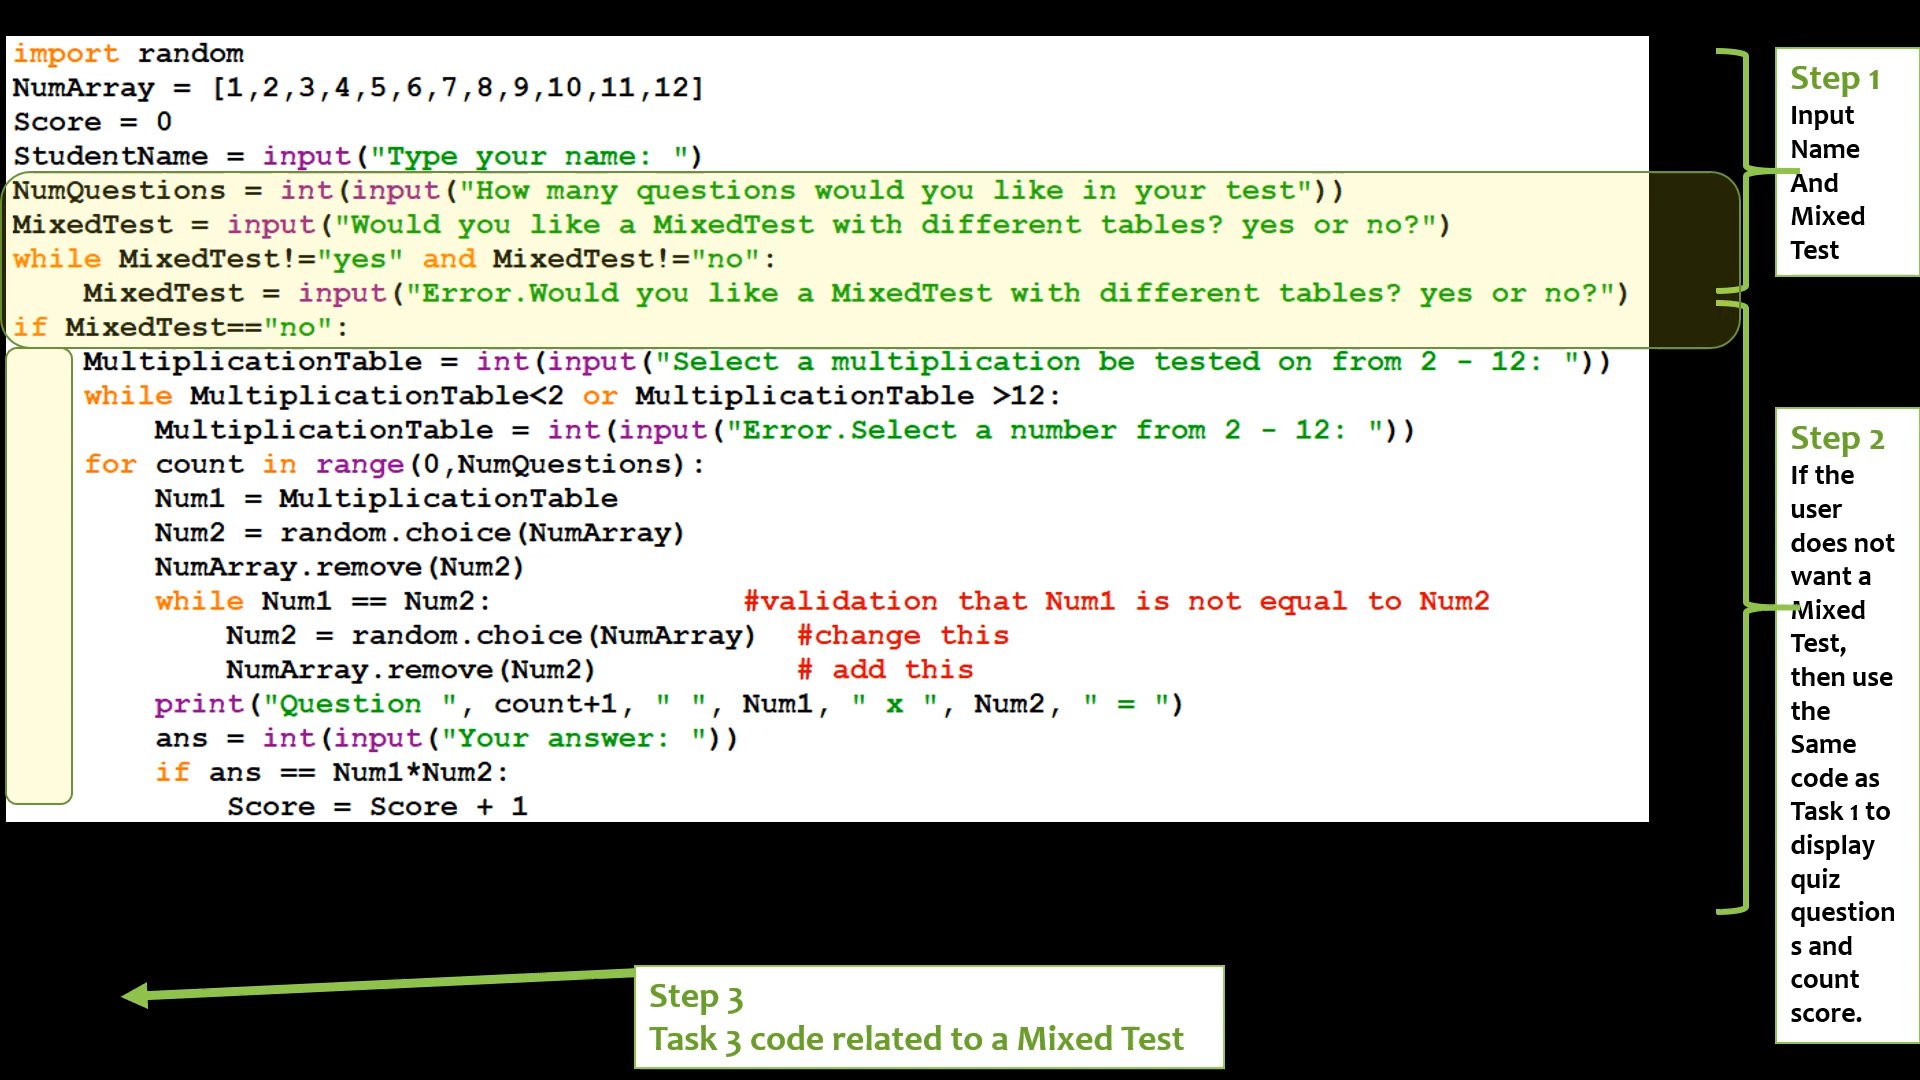 import random
NumArray = [1,2,3,4,5,6,7,8,9,10,11,12]
Score = 0
StudentName = input("Type your name: ")
NumQuestions = int(input("How many questions would you like in your test"))
MixedTest = input("Would you like a MixedTest with different tables? yes or no?")
while MixedTest!="yes" and MixedTest!="no":
    MixedTest = input("Error.Would you like a MixedTest with different tables? yes or no?")
if MixedTest=="no":
    MultiplicationTable = int(input("Select a multiplication be tested on from 2 - 12: "))
    while MultiplicationTable<2 or MultiplicationTable >12:
        MultiplicationTable = int(input("Error.Select a number from 2 - 12: "))
    for count in range(0,NumQuestions):
        Num1 = MultiplicationTable
        Num2 = random.choice(NumArray)
        NumArray.remove(Num2)
        while Num1 == Num2:              #validation that Num1 is not equal to Num2
            Num2 = random.choice(NumArray)  #change this
            NumArray.remove(Num2)           # add this
        print("Question ", count+1, " ", Num1, " x ", Num2, " = ")
        ans = int(input("Your answer: "))
        if ans == Num1*Num2:
            Score = Score + 1
Step 1
Input
Name
And
Mixed
Test
Step 2
If the
user
does not
want a
Mixed
Test,
then use
the
Same
code as
Task 1 to
display
quiz
question
s and
count
score.
Step 3
Task 3 code related to a Mixed Test